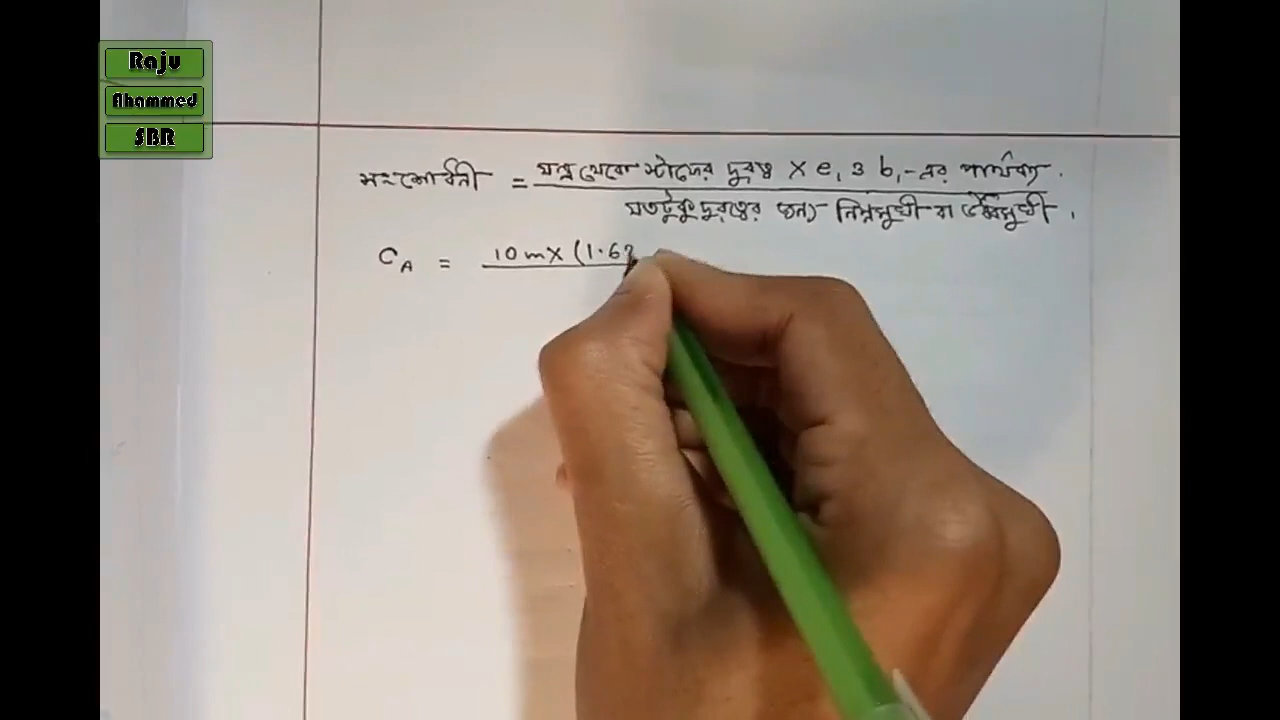 Raju
Ahammed
SBR
সংশোধনী = যন্ত্র থেকে স্টাফের দূরত্ব X e, ও b,-এর পার্থক্য.
যতটুকু দূরত্বের জন্য নিম্নমুখী বা ঊর্ধ্বমুখী.
C_A = 10 m X (1.6